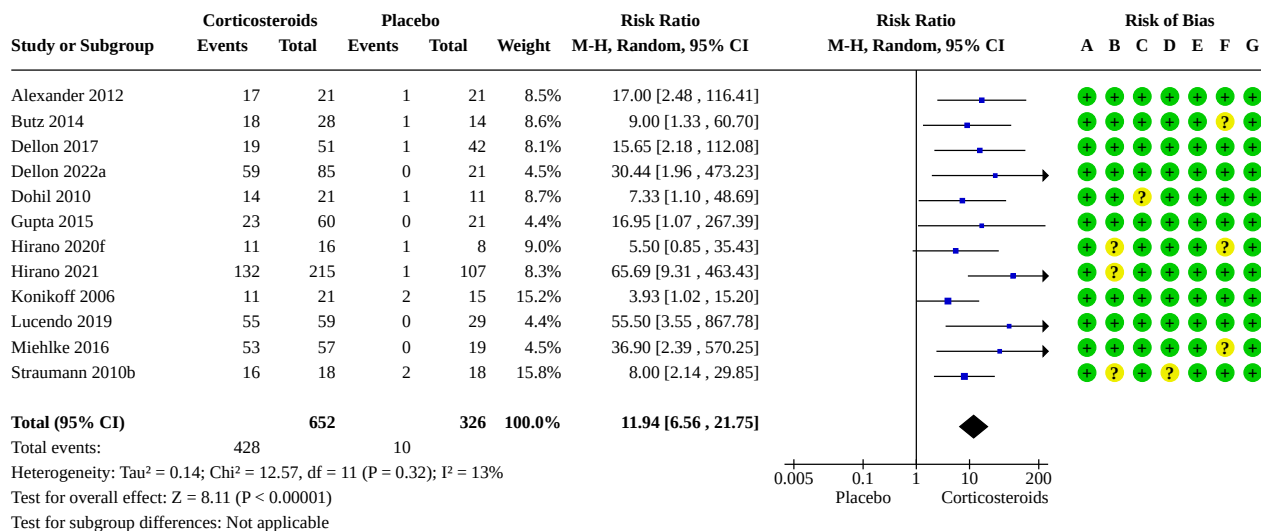 Corticosteroids Placebo Risk Ratio Risk Ratio Risk of Bias
Study or Subgroup Events Total Events Total Weight M-H, Random, 95% CI M-H, Random, 95% CI A B C D E F G
Alexander 2012 17 21 1 21 8.5% 17.00 [2.48 , 116.41] + + + + + + +
Butz 2014 18 28 1 14 8.6% 9.00 [1.33 , 60.70] + + + + + ? +
Dellon 2017 19 51 1 42 8.1% 15.65 [2.18 , 112.08] + + + + + + +
Dellon 2022a 59 85 0 21 4.5% 30.44 [1.96 , 473.23] + + + + + + +
Dohil 2010 14 21 1 11 8.7% 7.33 [1.10 , 48.69] + + ? + + + +
Gupta 2015 23 60 0 21 4.4% 16.95 [1.07 , 267.39] + + + + + + +
Hirano 2020f 11 16 1 8 9.0% 5.50 [0.85 , 35.43] + ? + + + ? +
Hirano 2021 132 215 1 107 8.3% 65.69 [9.31 , 463.43] + ? + + + + +
Konikoff 2006 11 21 2 15 15.2% 3.93 [1.02 , 15.20] + + + + + + +
Lucendo 2019 55 59 0 29 4.4% 55.50 [3.55 , 867.78] + + + + + + +
Miehlke 2016 53 57 0 19 4.5% 36.90 [2.39 , 570.25] + + + + + ? +
Straumann 2010b 16 18 2 18 15.8% 8.00 [2.14 , 29.85] + ? + ? + + +
Total (95% CI) 652 326 100.0% 11.94 [6.56 , 21.75]
Total events: 428 10
Heterogeneity: Tau² = 0.14; Chi² = 12.57, df = 11 (P = 0.32); I² = 13%
0.005 0.1 1 10 200
Test for overall effect: Z = 8.11 (P < 0.00001)
Placebo Corticosteroids
Test for subgroup differences: Not applicable